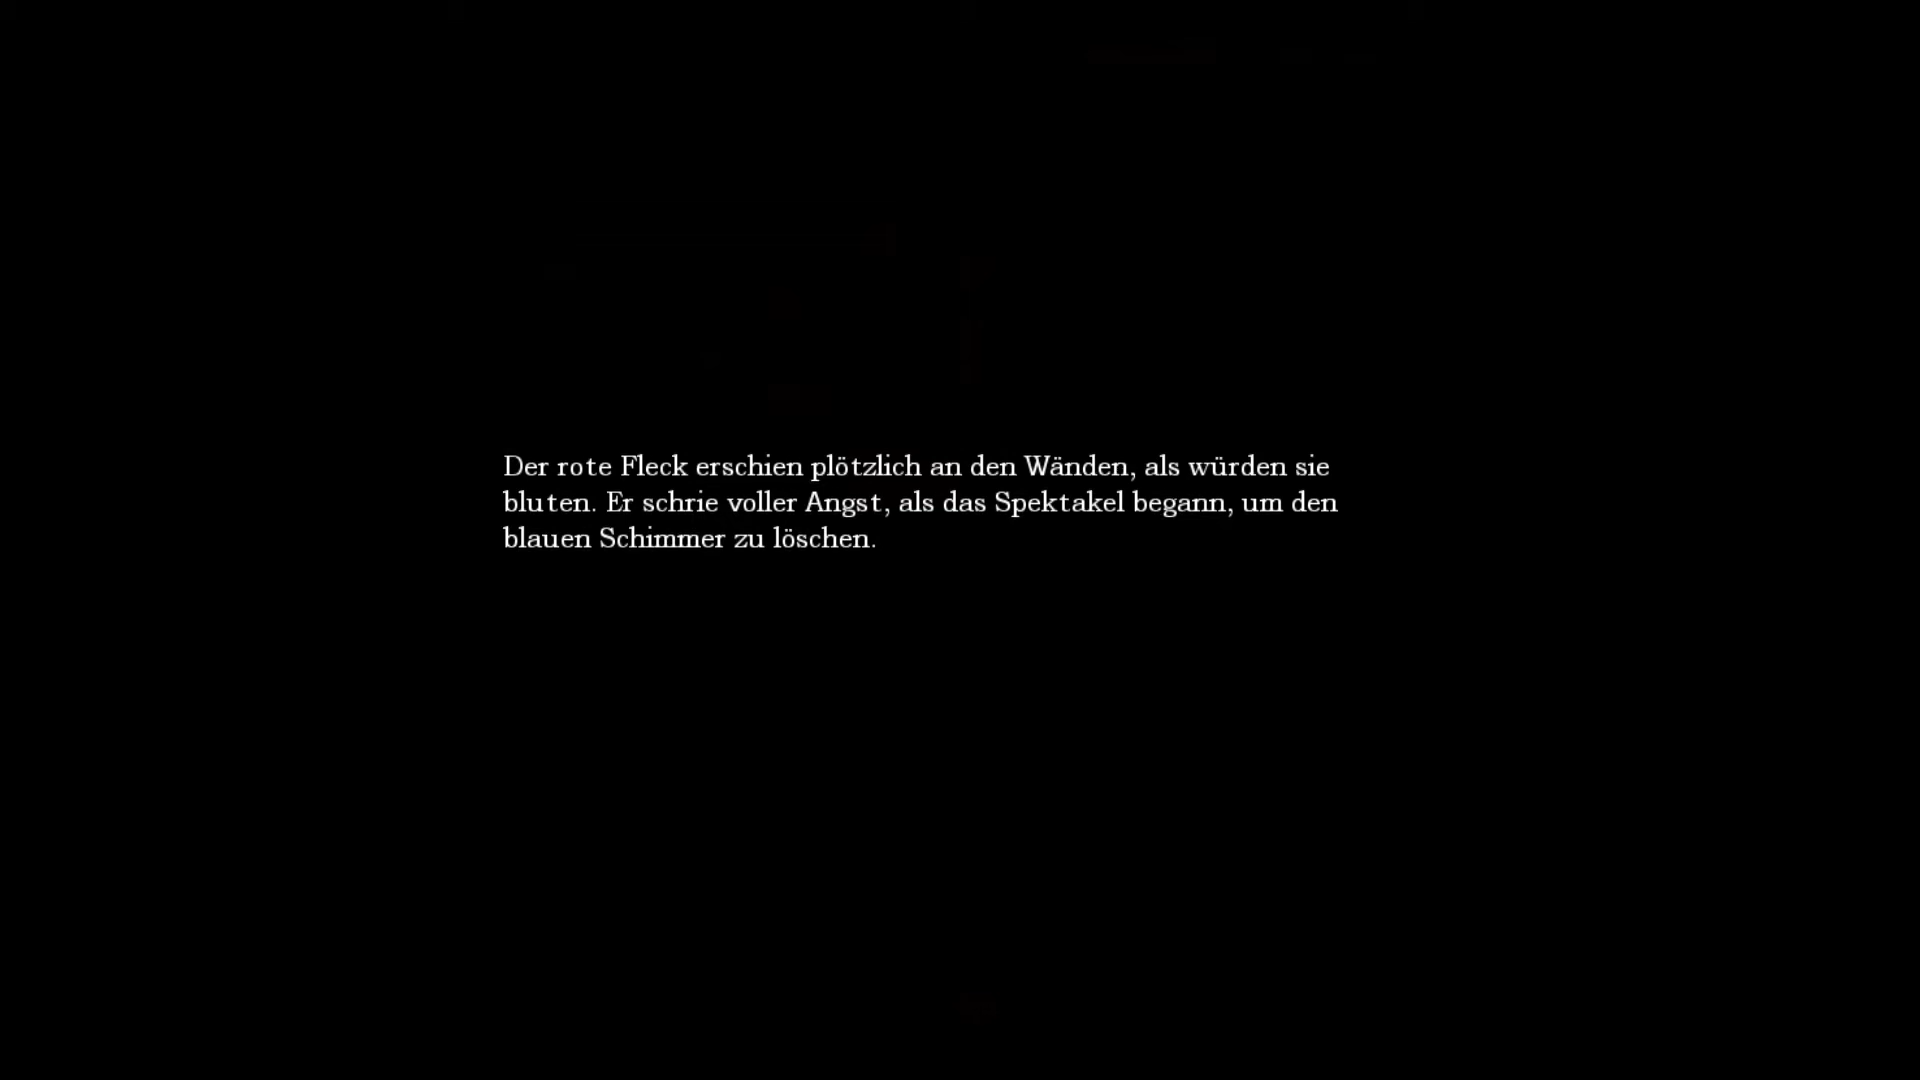 Der rote Fleck erschien plötzlich an den Wänden, als würden sie
bluten. Er schrie voller Angst, als das Spektakel begann, um den
blauen Schimmer zu löschen.